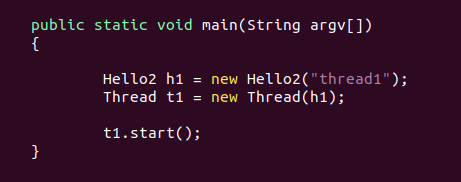 public static void main(String argv[])
{
Hello2 h1 = new Hello2("thread1");
Thread t1 = new Thread(h1);
t1.start();
}